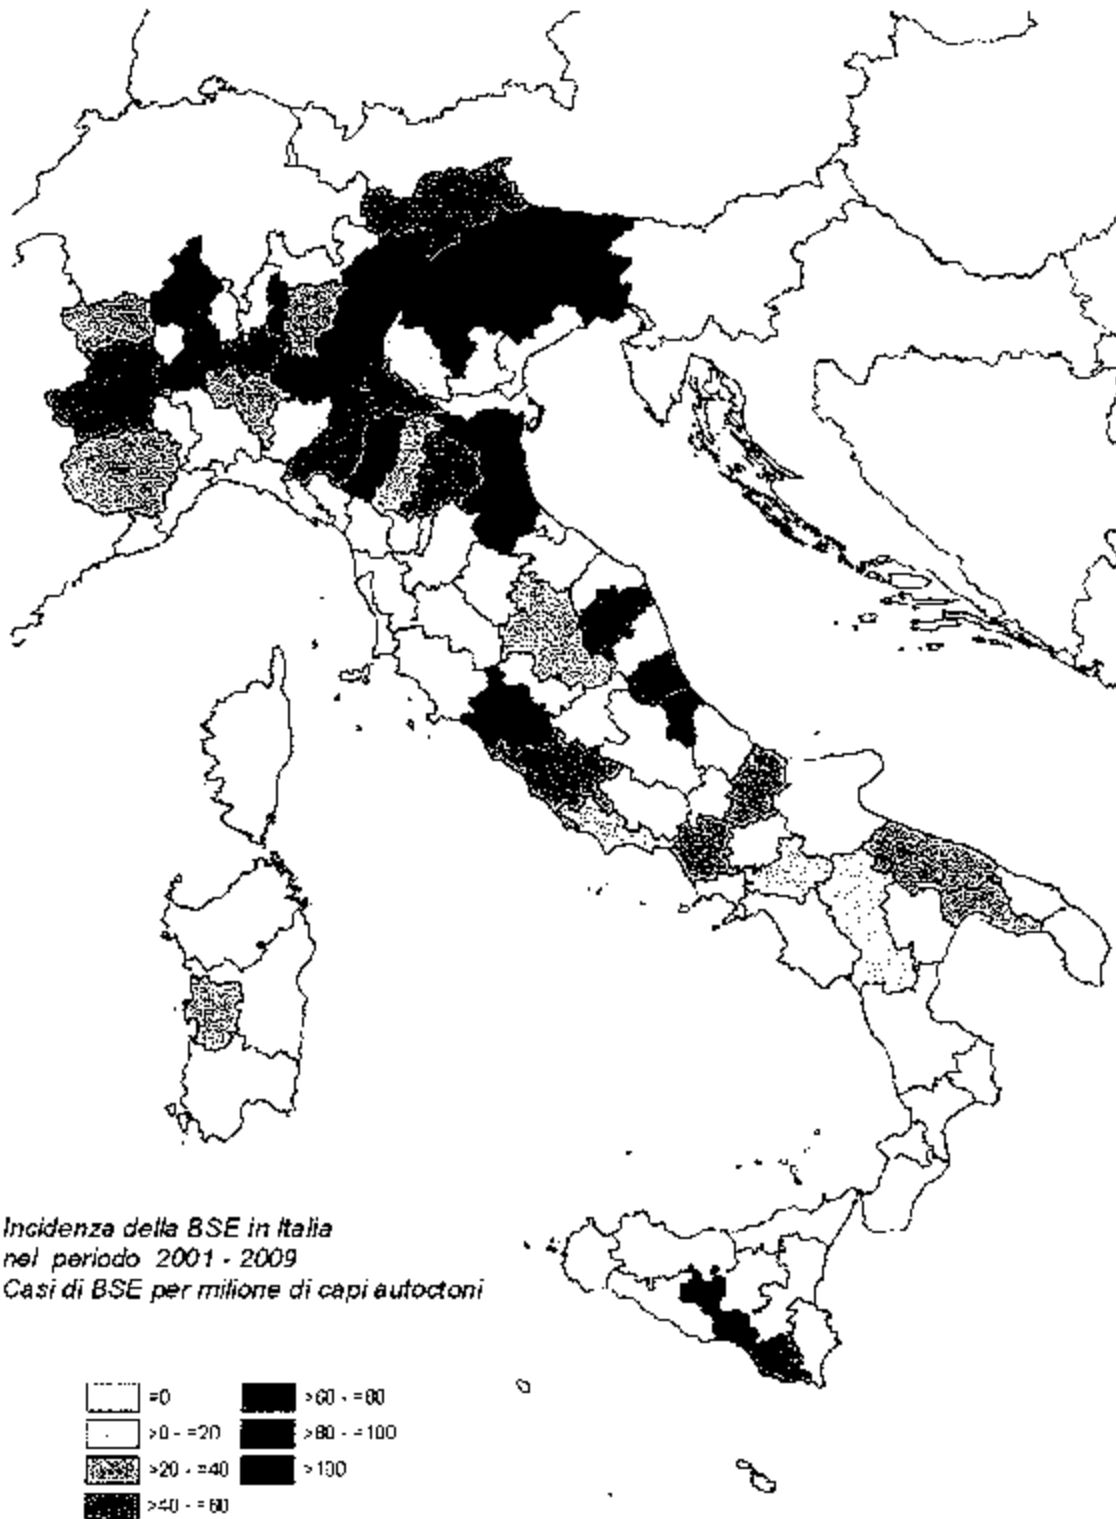 Incidenza della BSE in Italia
nel periodo 2001 - 2009
Casi di BSE per milione di capi autoctoni
=0
>0 - =20
>20 - =40
>40 - =60
>60 - =80
>80 - =100
>100